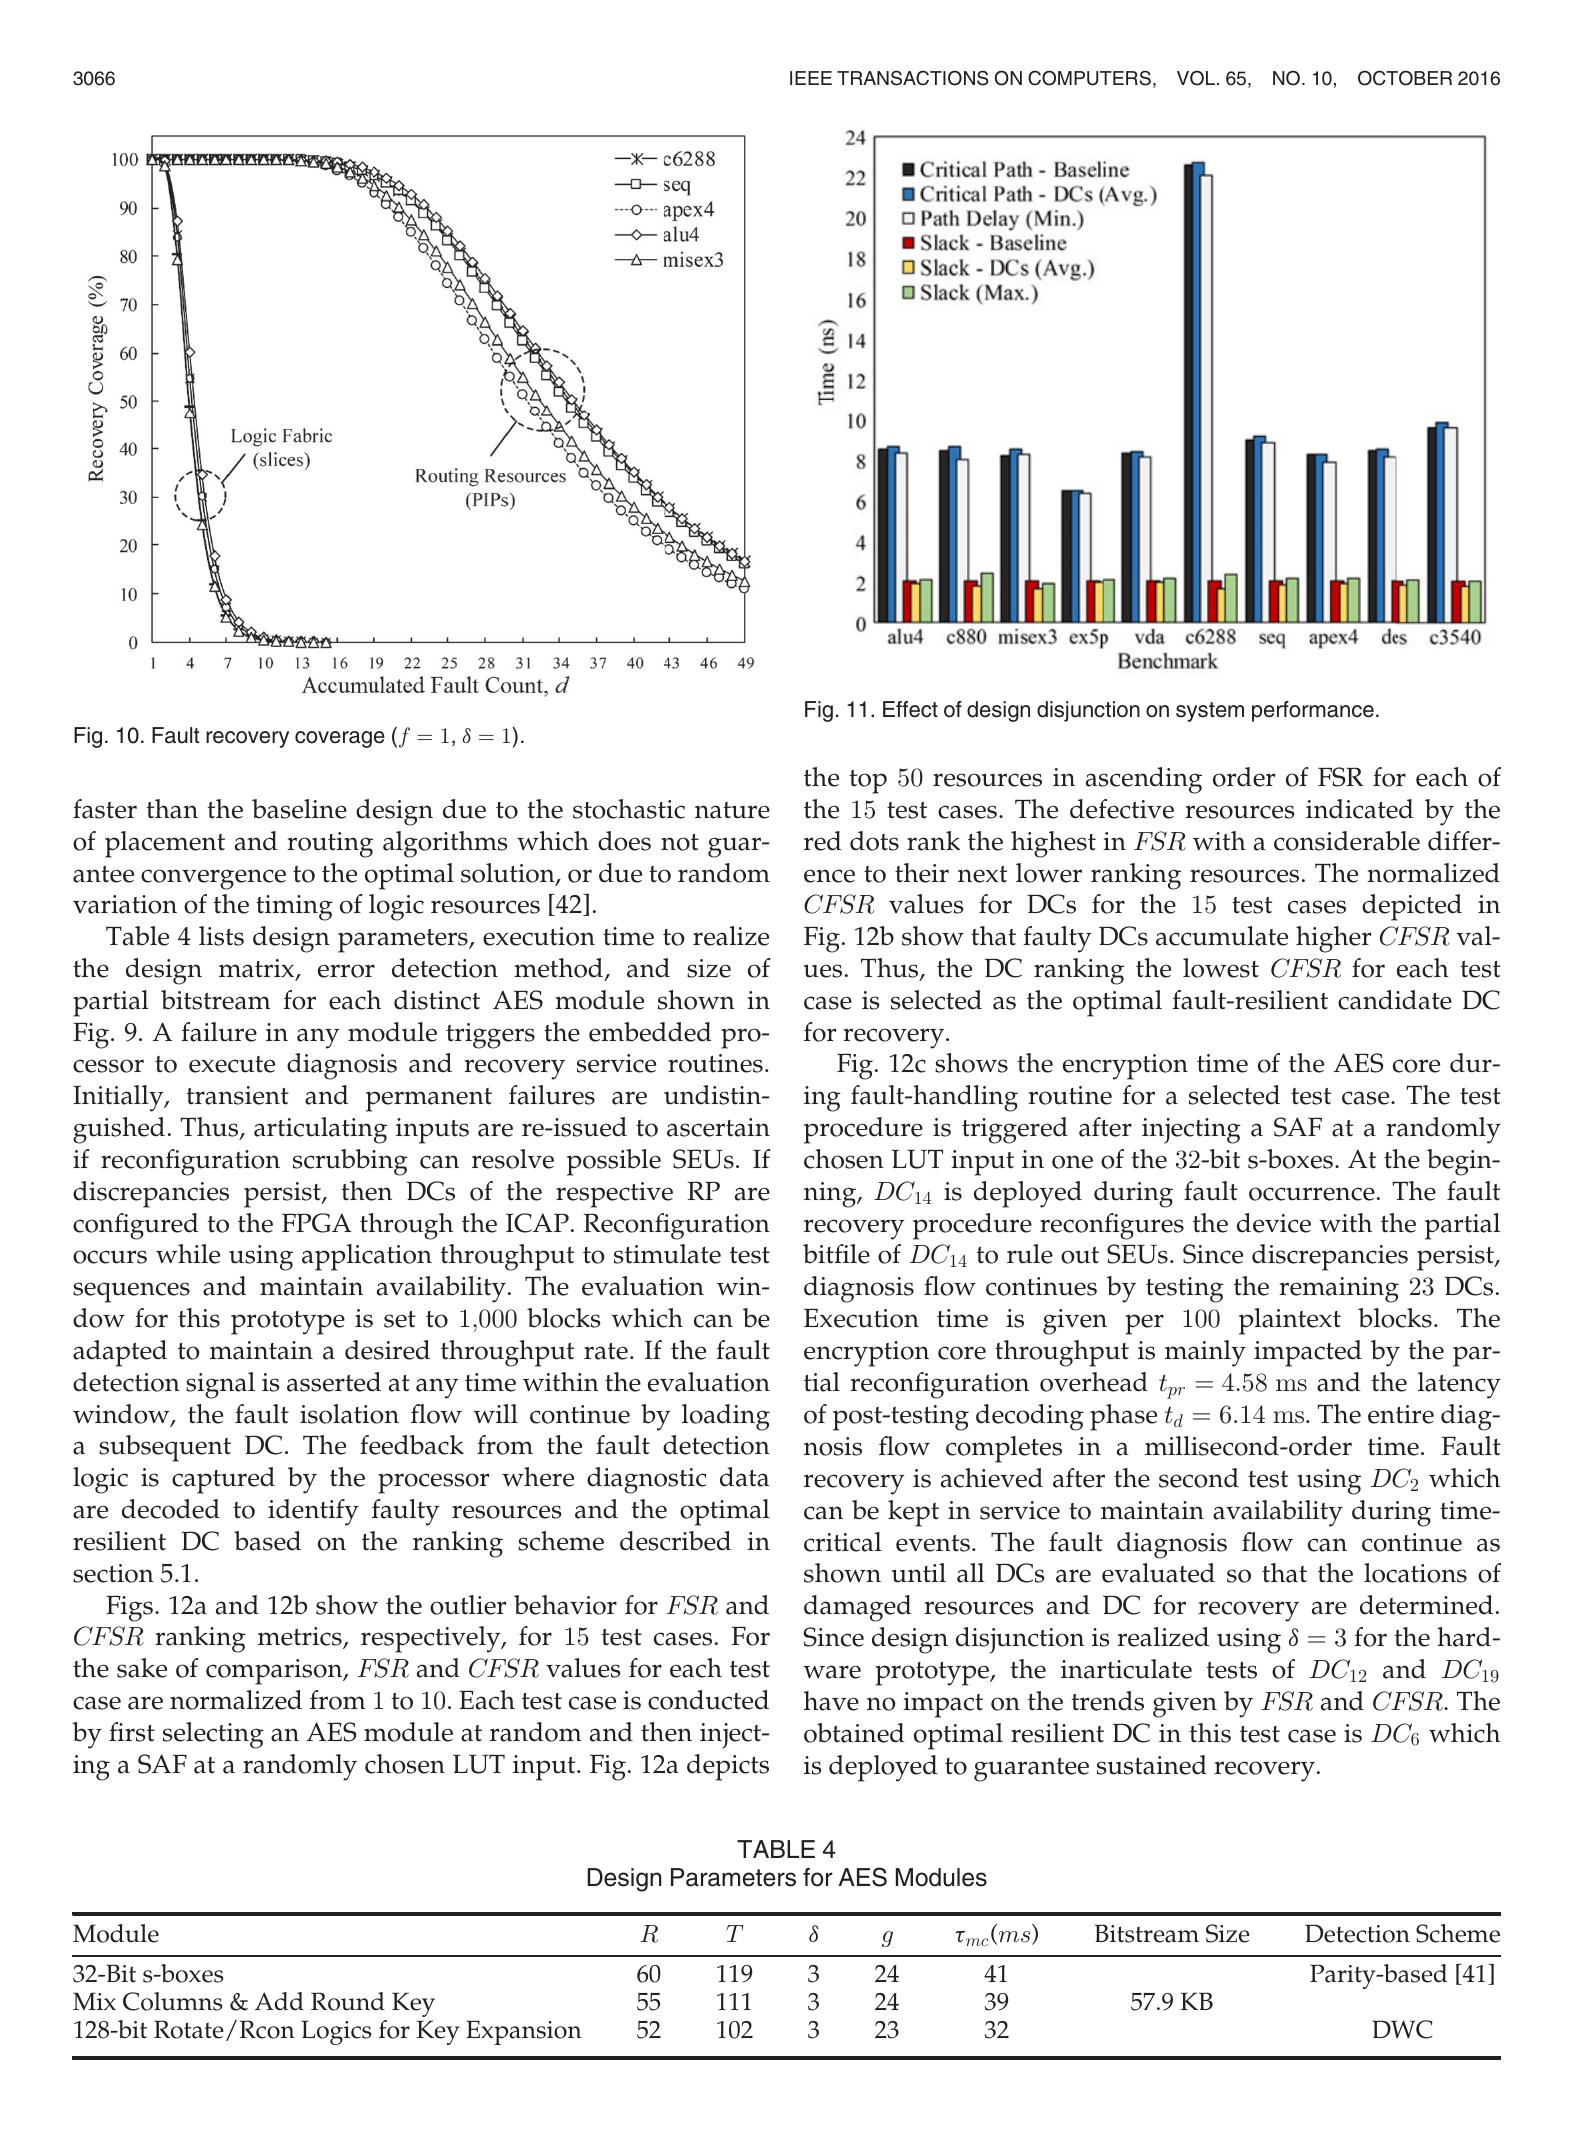 3066
IEEE TRANSACTIONS ON COMPUTERS, VOL. 65, NO. 10, OCTOBER 2016
100
90
80
70
60
50
40
30
20
10
0
Recovery Coverage (%)
c6288
seq
apex4
alu4
misex3
Logic Fabric
(slices)
Routing Resources
(PIPs)
1 4 7 10 13 16 19 22 25 28 31 34 37 40 43 46 49
Accumulated Fault Count, d
Fig. 10. Fault recovery coverage (f = 1, δ = 1).
faster than the baseline design due to the stochastic nature
of placement and routing algorithms which does not guar-
antee convergence to the optimal solution, or due to random
variation of the timing of logic resources [42].
Table 4 lists design parameters, execution time to realize
the design matrix, error detection method, and size of
partial bitstream for each distinct AES module shown in
Fig. 9. A failure in any module triggers the embedded pro-
cessor to execute diagnosis and recovery service routines.
Initially, transient and permanent failures are undistin-
guished. Thus, articulating inputs are re-issued to ascertain
if reconfiguration scrubbing can resolve possible SEUs. If
discrepancies persist, then DCs of the respective RP are
configured to the FPGA through the ICAP. Reconfiguration
occurs while using application throughput to stimulate test
sequences and maintain availability. The evaluation win-
dow for this prototype is set to 1,000 blocks which can be
adapted to maintain a desired throughput rate. If the fault
detection signal is asserted at any time within the evaluation
window, the fault isolation flow will continue by loading
a subsequent DC. The feedback from the fault detection
logic is captured by the processor where diagnostic data
are decoded to identify faulty resources and the optimal
resilient DC based on the ranking scheme described in
section 5.1.
Figs. 12a and 12b show the outlier behavior for FSR and
CFSR ranking metrics, respectively, for 15 test cases. For
the sake of comparison, FSR and CFSR values for each test
case are normalized from 1 to 10. Each test case is conducted
by first selecting an AES module at random and then inject-
ing a SAF at a randomly chosen LUT input. Fig. 12a depicts
24
22
20
18
16
14
12
10
8
6
4
2
0
Time (ns)
Critical Path - Baseline
Critical Path - DCs (Avg.)
Path Delay (Min.)
Slack - Baseline
Slack - DCs (Avg.)
Slack (Max.)
alu4 c880 misex3 ex5p vda c6288 seq apex4 des c3540
Benchmark
Fig. 11. Effect of design disjunction on system performance.
the top 50 resources in ascending order of FSR for each of
the 15 test cases. The defective resources indicated by the
red dots rank the highest in FSR with a considerable differ-
ence to their next lower ranking resources. The normalized
CFSR values for DCs for the 15 test cases depicted in
Fig. 12b show that faulty DCs accumulate higher CFSR val-
ues. Thus, the DC ranking the lowest CFSR for each test
case is selected as the optimal fault-resilient candidate DC
for recovery.
Fig. 12c shows the encryption time of the AES core dur-
ing fault-handling routine for a selected test case. The test
procedure is triggered after injecting a SAF at a randomly
chosen LUT input in one of the 32-bit s-boxes. At the begin-
ning, DC14 is deployed during fault occurrence. The fault
recovery procedure reconfigures the device with the partial
bitfile of DC14 to rule out SEUs. Since discrepancies persist,
diagnosis flow continues by testing the remaining 23 DCs.
Execution time is given per 100 plaintext blocks. The
encryption core throughput is mainly impacted by the par-
tial reconfiguration overhead tpr = 4.58 ms and the latency
of post-testing decoding phase td = 6.14 ms. The entire diag-
nosis flow completes in a millisecond-order time. Fault
recovery is achieved after the second test using DC2 which
can be kept in service to maintain availability during time-
critical events. The fault diagnosis flow can continue as
shown until all DCs are evaluated so that the locations of
damaged resources and DC for recovery are determined.
Since design disjunction is realized using δ = 3 for the hard-
ware prototype, the inarticulate tests of DC12 and DC19
have no impact on the trends given by FSR and CFSR. The
obtained optimal resilient DC in this test case is DC6 which
is deployed to guarantee sustained recovery.
TABLE 4
Design Parameters for AES Modules
Module R T δ g τmc(ms) Bitstream Size Detection Scheme
32-Bit s-boxes 60 119 3 24 41 Parity-based [41]
Mix Columns & Add Round Key 55 111 3 24 39 57.9 KB
128-bit Rotate/Rcon Logics for Key Expansion 52 102 3 23 32 DWC